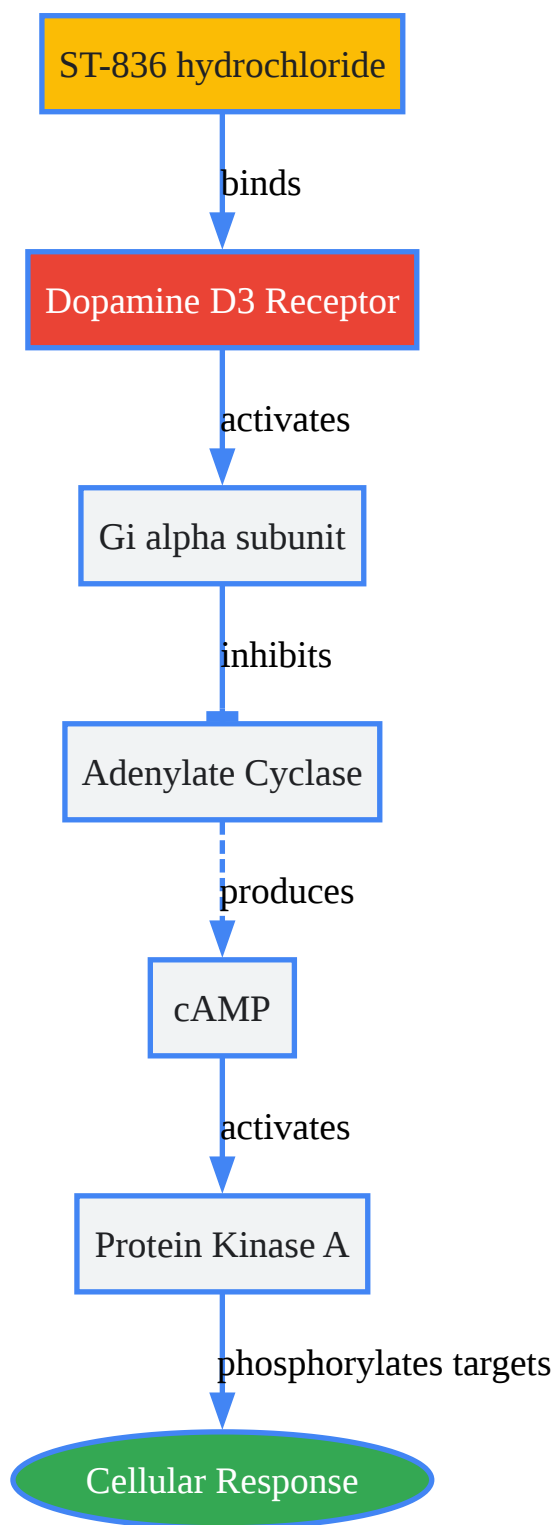 ST-836 hydrochloride
binds
Dopamine D3 Receptor
activates
Gi alpha subunit
inhibits
Adenylate Cyclase
produces
cAMP
activates
Protein Kinase A
phosphorylates targets
Cellular Response